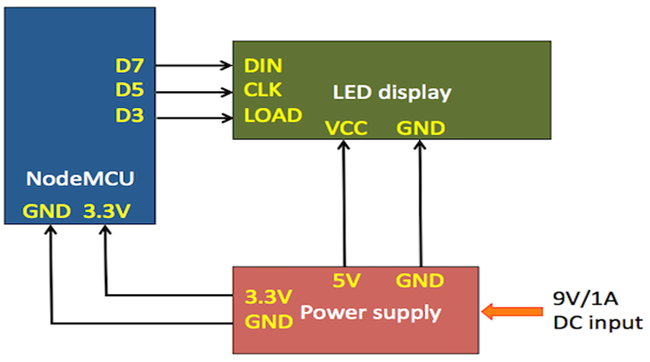 D7
D5
D3
NodeMCU
GND 3.3V
DIN
CLK
LOAD
LED display
VCC GND
5V GND
3.3V
GND
Power supply
9V/1A
DC input